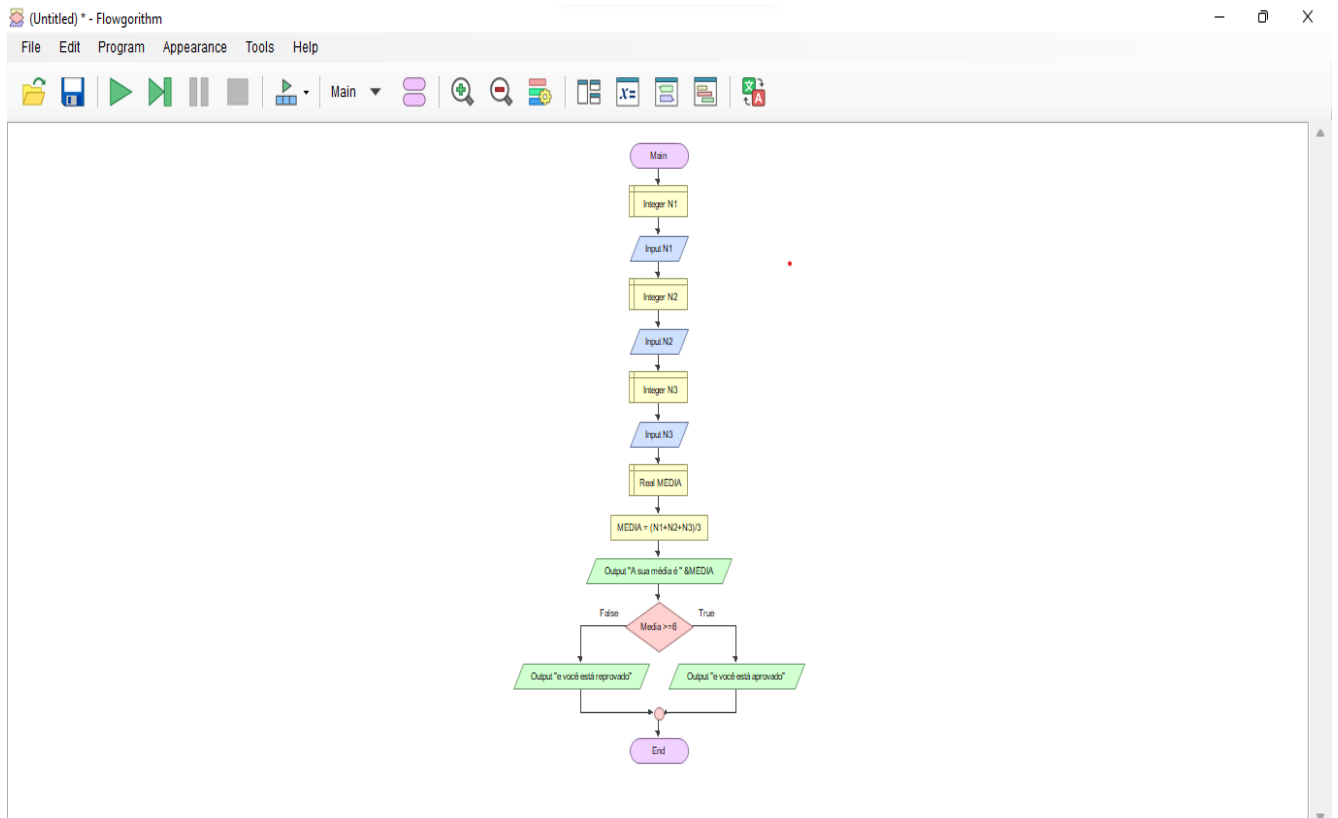 (Untitled) * - Flowgorithm
File Edit Program Appearance Tools Help
Main
x=
Main
Integer N1
Input N1
Integer N2
Input N2
Integer N3
Input N3
Real MEDIA
MEDIA = (N1+N2+N3)/3
Output "A sua média é " &MEDIA
False True
Media >=6
Output "e você está reprovado" Output "e você está aprovado"
End